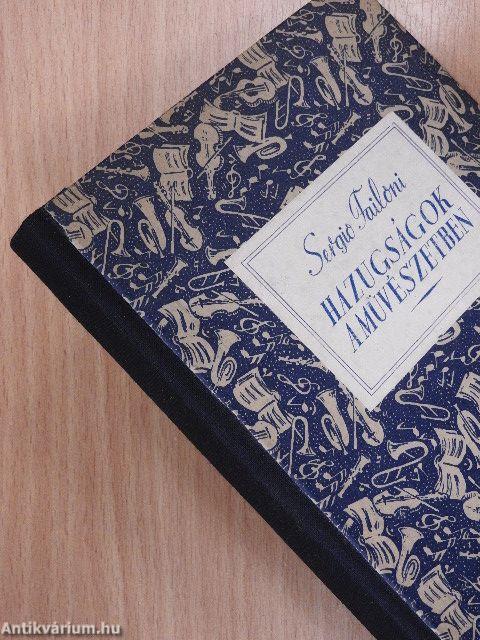 Sergio Failoni
HAZUGSÁGOK
A MŰVÉSZETBEN
Antikvárium.hu